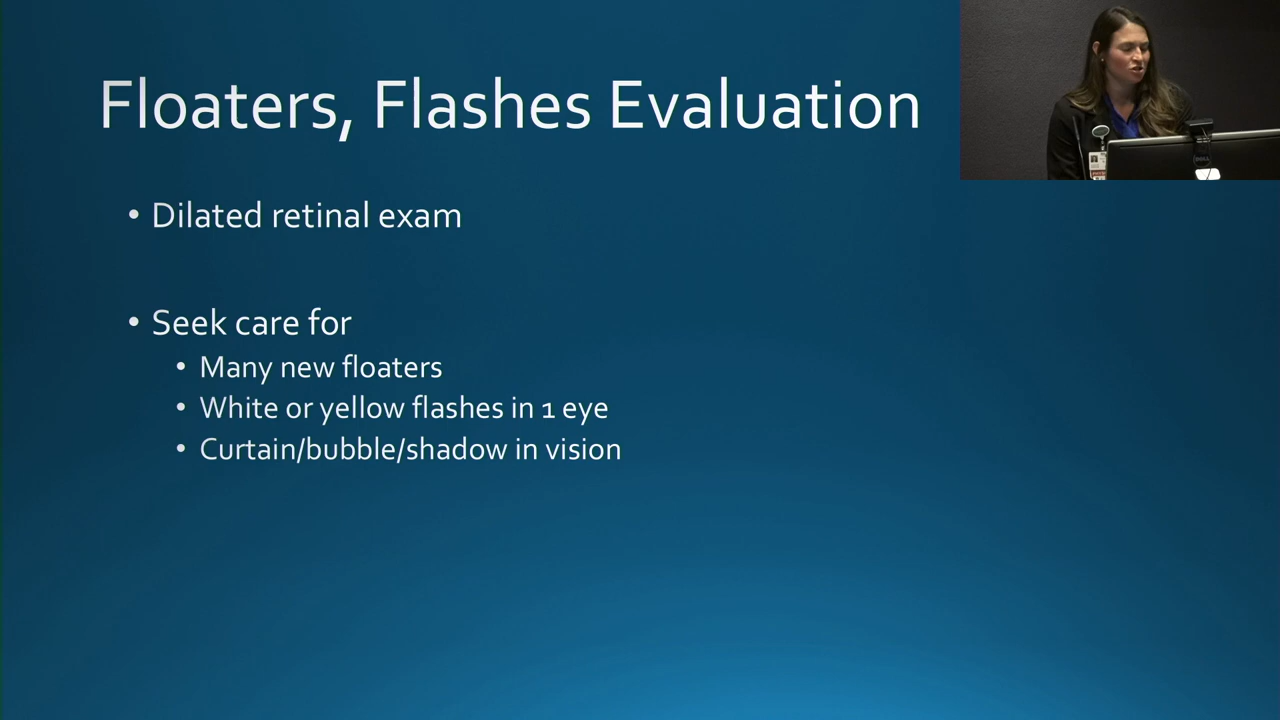 Floaters, Flashes Evaluation
• Dilated retinal exam
• Seek care for
• Many new floaters
• White or yellow flashes in 1 eye
• Curtain/bubble/shadow in vision